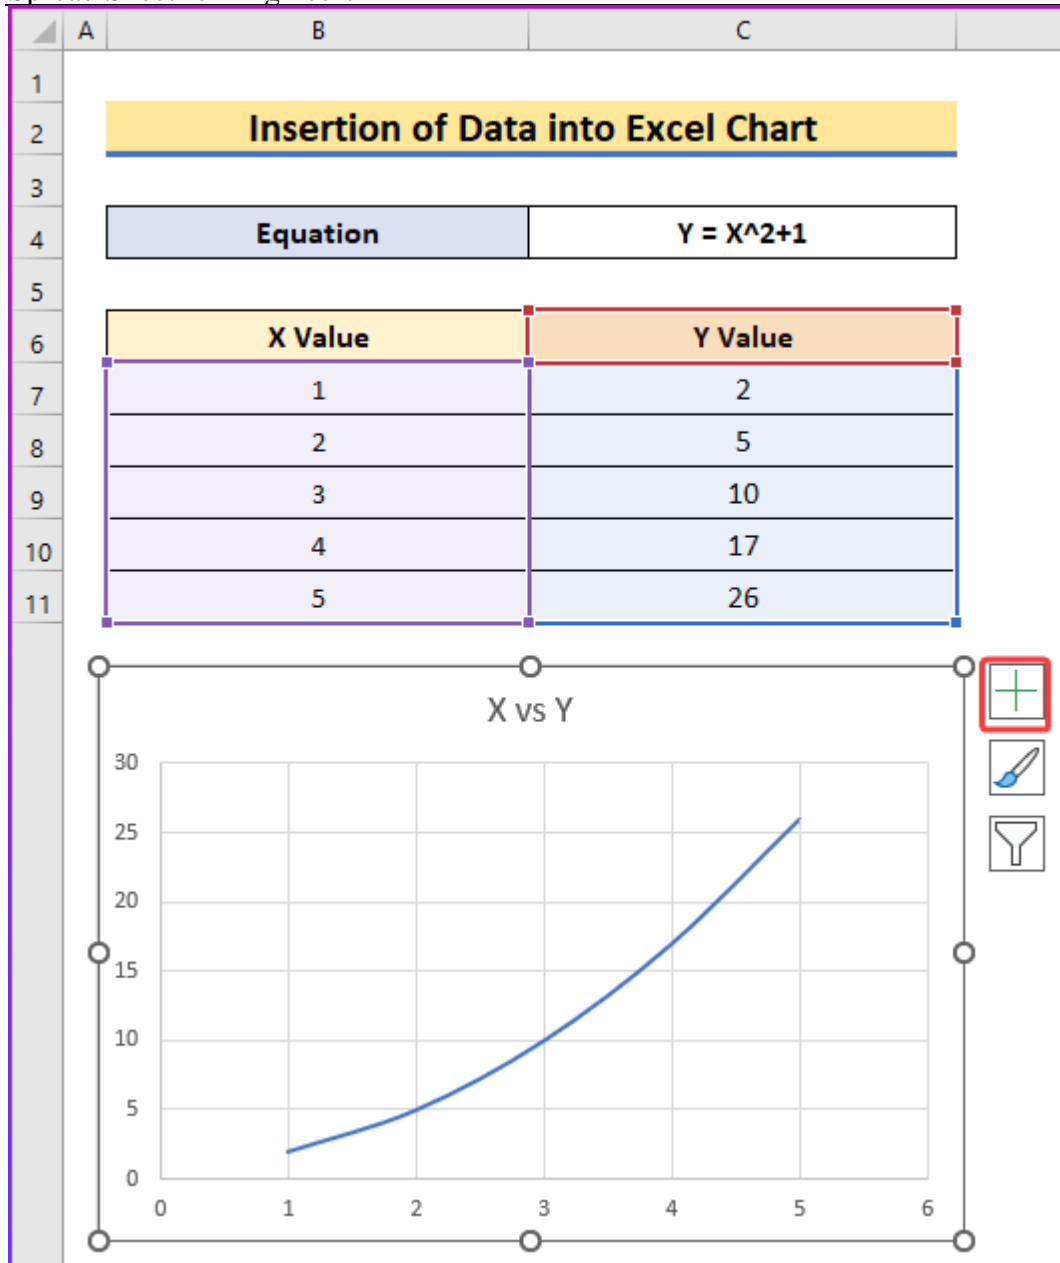 A B C
1
2 Insertion of Data into Excel Chart
3
4 Equation Y = X^2+1
5
6 X Value Y Value
7 1 2
8 2 5
9 3 10
10 4 17
11 5 26
X vs Y
30
25
20
15
10
5
0
0 1 2 3 4 5 6